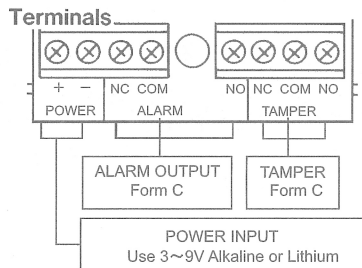 Terminals
+ − NC COM NO NC COM NO
POWER ALARM TAMPER
ALARM OUTPUT
Form C
TAMPER
Form C
POWER INPUT
Use 3～9V Alkaline or Lithium